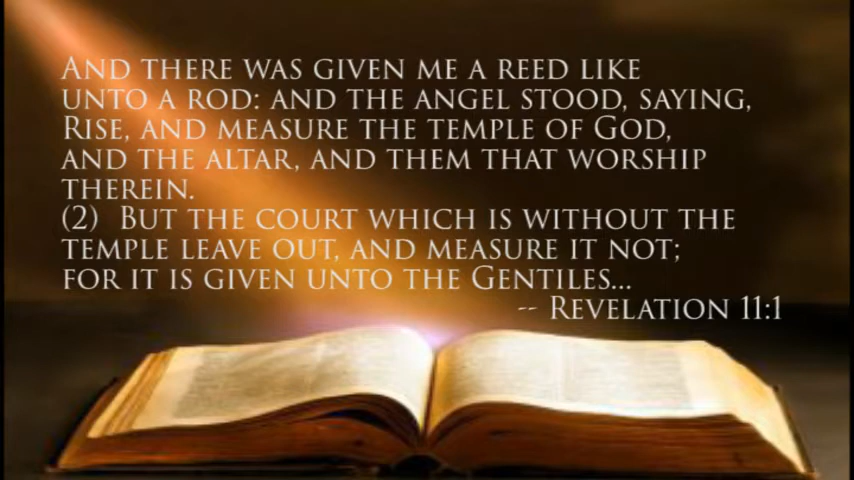 And there was given me a reed like
unto a rod: and the angel stood, saying,
Rise, and measure the temple of God,
and the altar, and them that worship
therein.
(2) But the court which is without the
temple leave out, and measure it not;
for it is given unto the Gentiles...
-- Revelation 11:1